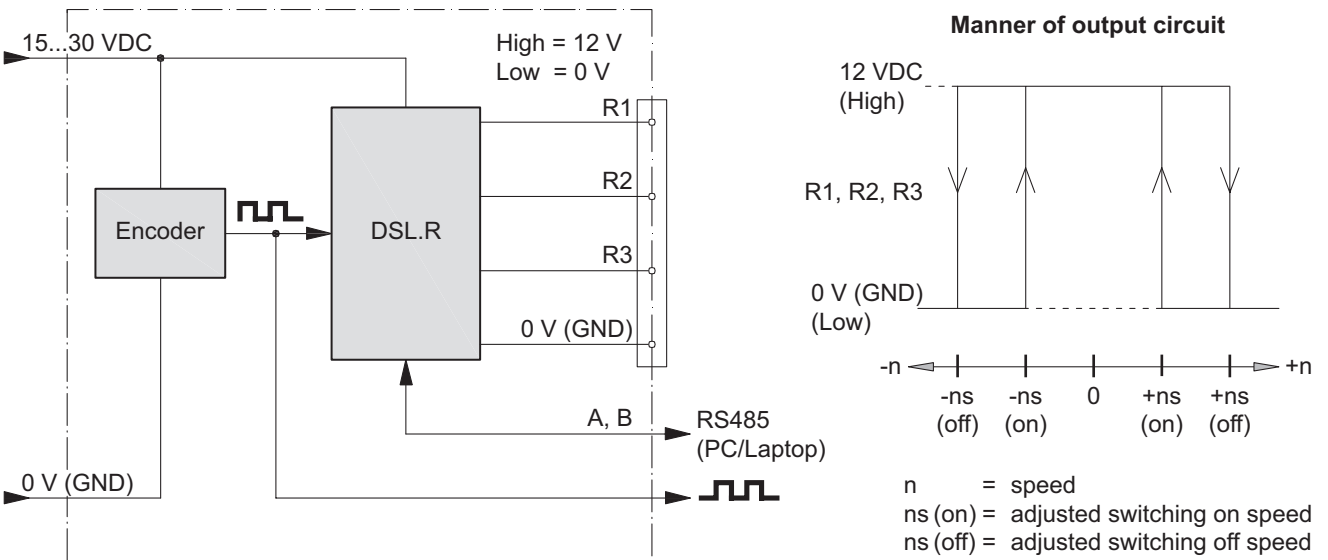 15...30 VDC
High = 12 V
Low = 0 V
R1
R2
Encoder
DSL.R
R3
0 V (GND)
A, B
RS485
(PC/Laptop)
0 V (GND)
Manner of output circuit
12 VDC
(High)
R1, R2, R3
0 V (GND)
(Low)
-n
+n
-ns -ns 0 +ns +ns
(off) (on) (on) (off)
n = speed
ns (on) = adjusted switching on speed
ns (off) = adjusted switching off speed